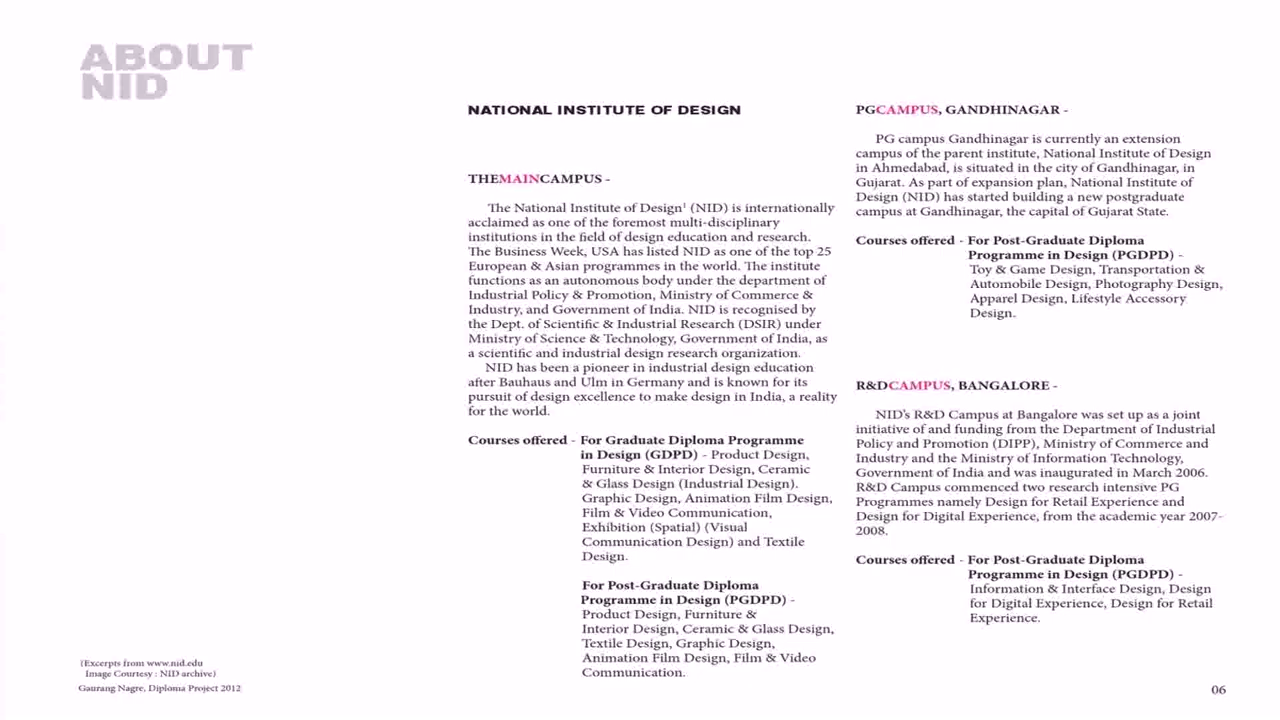 ABOUT
NID
NATIONAL INSTITUTE OF DESIGN
THEMAINCAMPUS -
The National Institute of Design¹ (NID) is internationally
acclaimed as one of the foremost multi-disciplinary
institutions in the field of design education and research.
The Business Week, USA has listed NID as one of the top 25
European & Asian programmes in the world. The institute
functions as an autonomous body under the department of
Industrial Policy & Promotion, Ministry of Commerce &
Industry, and Government of India. NID is recognised by
the Dept. of Scientific & Industrial Research (DSIR) under
Ministry of Science & Technology, Government of India, as
a scientific and industrial design research organization.
NID has been a pioneer in industrial design education
after Bauhaus and Ulm in Germany and is known for its
pursuit of design excellence to make design in India, a reality
for the world.
Courses offered - For Graduate Diploma Programme
in Design (GDPD) - Product Design,
Furniture & Interior Design, Ceramic
& Glass Design (Industrial Design).
Graphic Design, Animation Film Design,
Film & Video Communication,
Exhibition (Spatial) (Visual
Communication Design) and Textile
Design.
For Post-Graduate Diploma
Programme in Design (PGDPD) -
Product Design, Furniture &
Interior Design, Ceramic & Glass Design,
Textile Design, Graphic Design,
Animation Film Design, Film & Video
Communication.
PGCAMPUS, GANDHINAGAR -
PG campus Gandhinagar is currently an extension
campus of the parent institute, National Institute of Design
in Ahmedabad, is situated in the city of Gandhinagar, in
Gujarat. As part of expansion plan, National Institute of
Design (NID) has started building a new postgraduate
campus at Gandhinagar, the capital of Gujarat State.
Courses offered - For Post-Graduate Diploma
Programme in Design (PGDPD) -
Toy & Game Design, Transportation &
Automobile Design, Photography Design,
Apparel Design, Lifestyle Accessory
Design.
R&DCAMPUS, BANGALORE -
NID's R&D Campus at Bangalore was set up as a joint
initiative of and funding from the Department of Industrial
Policy and Promotion (DIPP), Ministry of Commerce and
Industry and the Ministry of Information Technology,
Government of India and was inaugurated in March 2006.
R&D Campus commenced two research intensive PG
Programmes namely Design for Retail Experience and
Design for Digital Experience, from the academic year 2007-
2008.
Courses offered - For Post-Graduate Diploma
Programme in Design (PGDPD) -
Information & Interface Design, Design
for Digital Experience, Design for Retail
Experience.
1(Excerpts from www.nid.edu
Image Courtesy : NID archive)
Gaurang Nagre, Diploma Project 2012
06